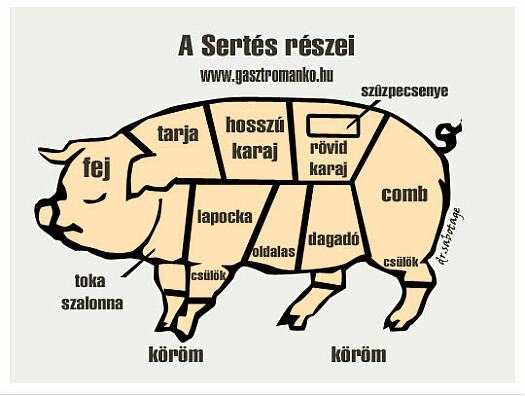 A Sertés részei
www.gasztromanko.hu
szűzpecsenye
fej
tarja
hosszú
karaj
rövid
karaj
comb
lapocka
oldalas
dagadó
csülök
csülök
toka
szalonna
köröm
köröm
dr.sabotage